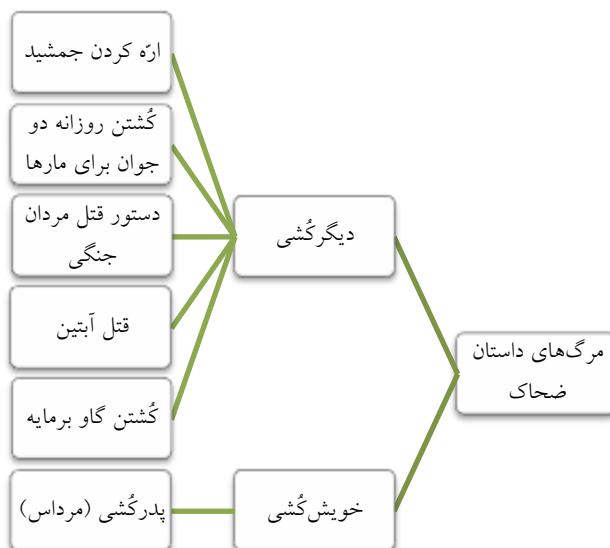 مرگ‌های داستان
ضحاک
دیگرکُشی
ارّه کردن جمشید
کُشتن روزانه دو
جوان برای مارها
دستور قتل مردان
جنگی
قتل آبتین
کُشتن گاو برمایه
خویش‌کُشی
پدرکُشی (مرداس)